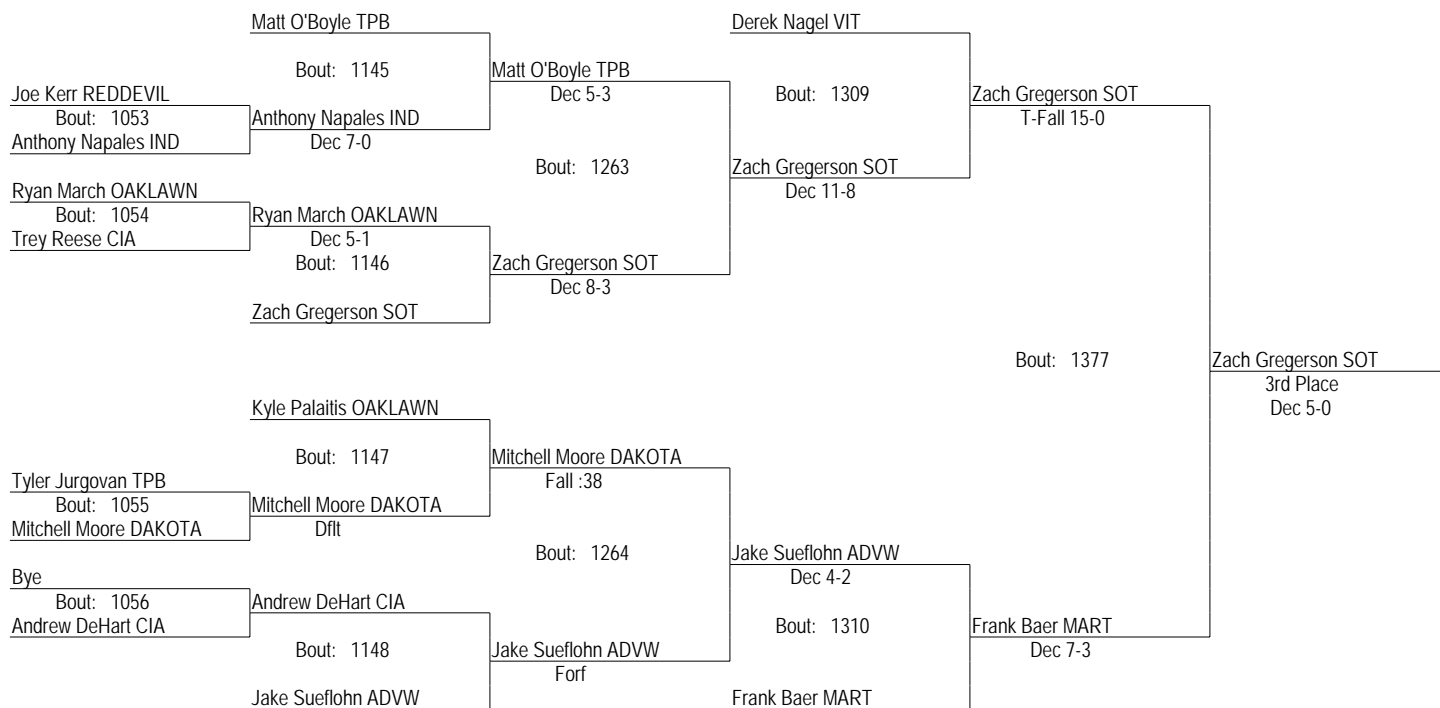 Matt O'Boyle TPB
Derek Nagel VIT
Bout: 1145
Matt O'Boyle TPB
Dec 5-3
Joe Kerr REDDEVIL
Bout: 1053
Anthony Napales IND
Anthony Napales IND
Dec 7-0
Bout: 1309
Zach Gregerson SOT
T-Fall 15-0
Bout: 1263
Zach Gregerson SOT
Dec 11-8
Ryan March OAKLAWN
Bout: 1054
Trey Reese CIA
Ryan March OAKLAWN
Dec 5-1
Bout: 1146
Zach Gregerson SOT
Dec 8-3
Zach Gregerson SOT
Bout: 1377
Zach Gregerson SOT
3rd Place
Dec 5-0
Kyle Palaitis OAKLAWN
Bout: 1147
Mitchell Moore DAKOTA
Fall :38
Tyler Jurgovan TPB
Bout: 1055
Mitchell Moore DAKOTA
Mitchell Moore DAKOTA
Dflt
Bout: 1264
Jake Sueflohn ADVW
Dec 4-2
Bye
Bout: 1056
Andrew DeHart CIA
Andrew DeHart CIA
Bout: 1148
Jake Sueflohn ADVW
Forf
Bout: 1310
Frank Baer MART
Dec 7-3
Jake Sueflohn ADVW
Frank Baer MART